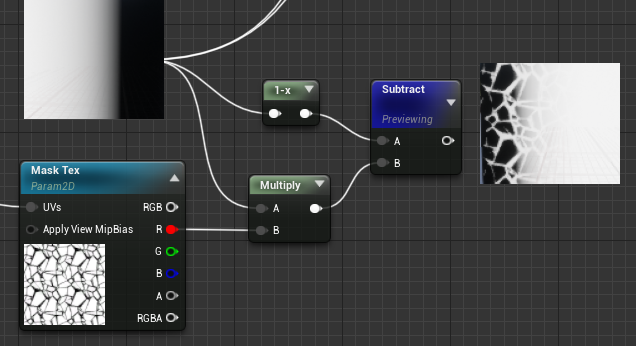 1-x
Subtract
Previewing
A
B
Mask Tex
Param2D
UVs
RGB
Apply View MipBias
R
G
B
A
RGBA
Multiply
A
B